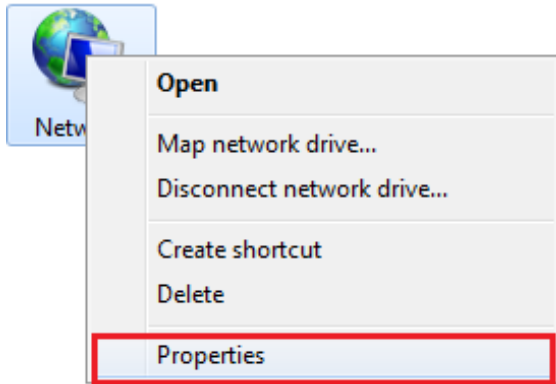 Netw
Open
Map network drive...
Disconnect network drive...
Create shortcut
Delete
Properties